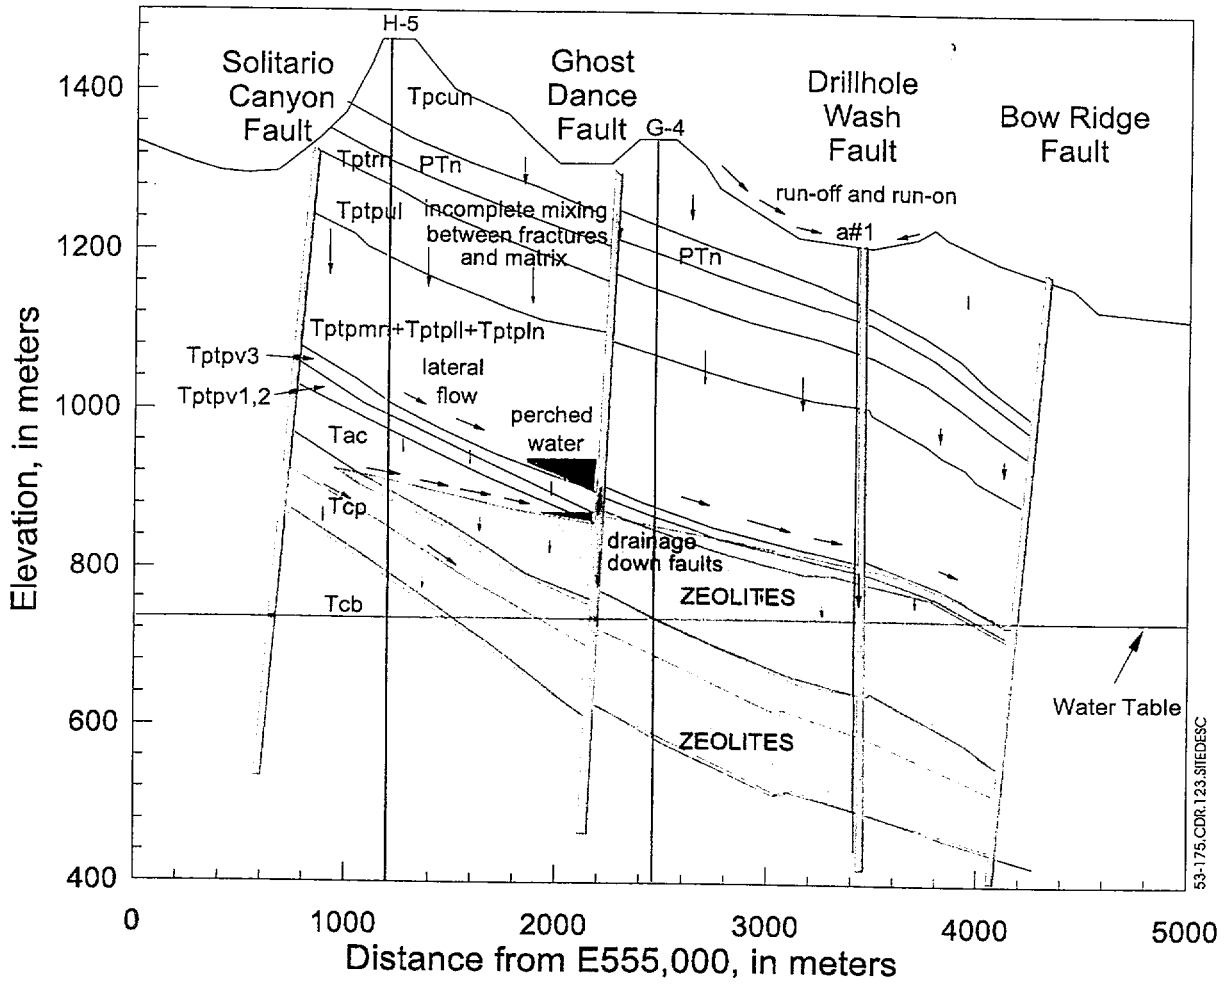 H-5
Solitario
Canyon
Fault
Ghost
Dance
Fault
Drillhole
Wash
Fault
Bow Ridge
Fault
Tpcun
G-4
run-off and run-on
a#1
Tptrn
PTn
Tptpul
incomplete mixing
between fractures
and matrix
PTn
Tptpmn+Tptpll+Tptpln
Tptpv3
Tptpv1,2
lateral
flow
perched
water
Tac
Tcp
drainage
down faults
ZEOLITES
Tcb
ZEOLITES
Water Table
Elevation, in meters
1400
1200
1000
800
600
400
0
1000
2000
3000
4000
5000
Distance from E555,000, in meters
53-175.CDR.123.SITEDESC